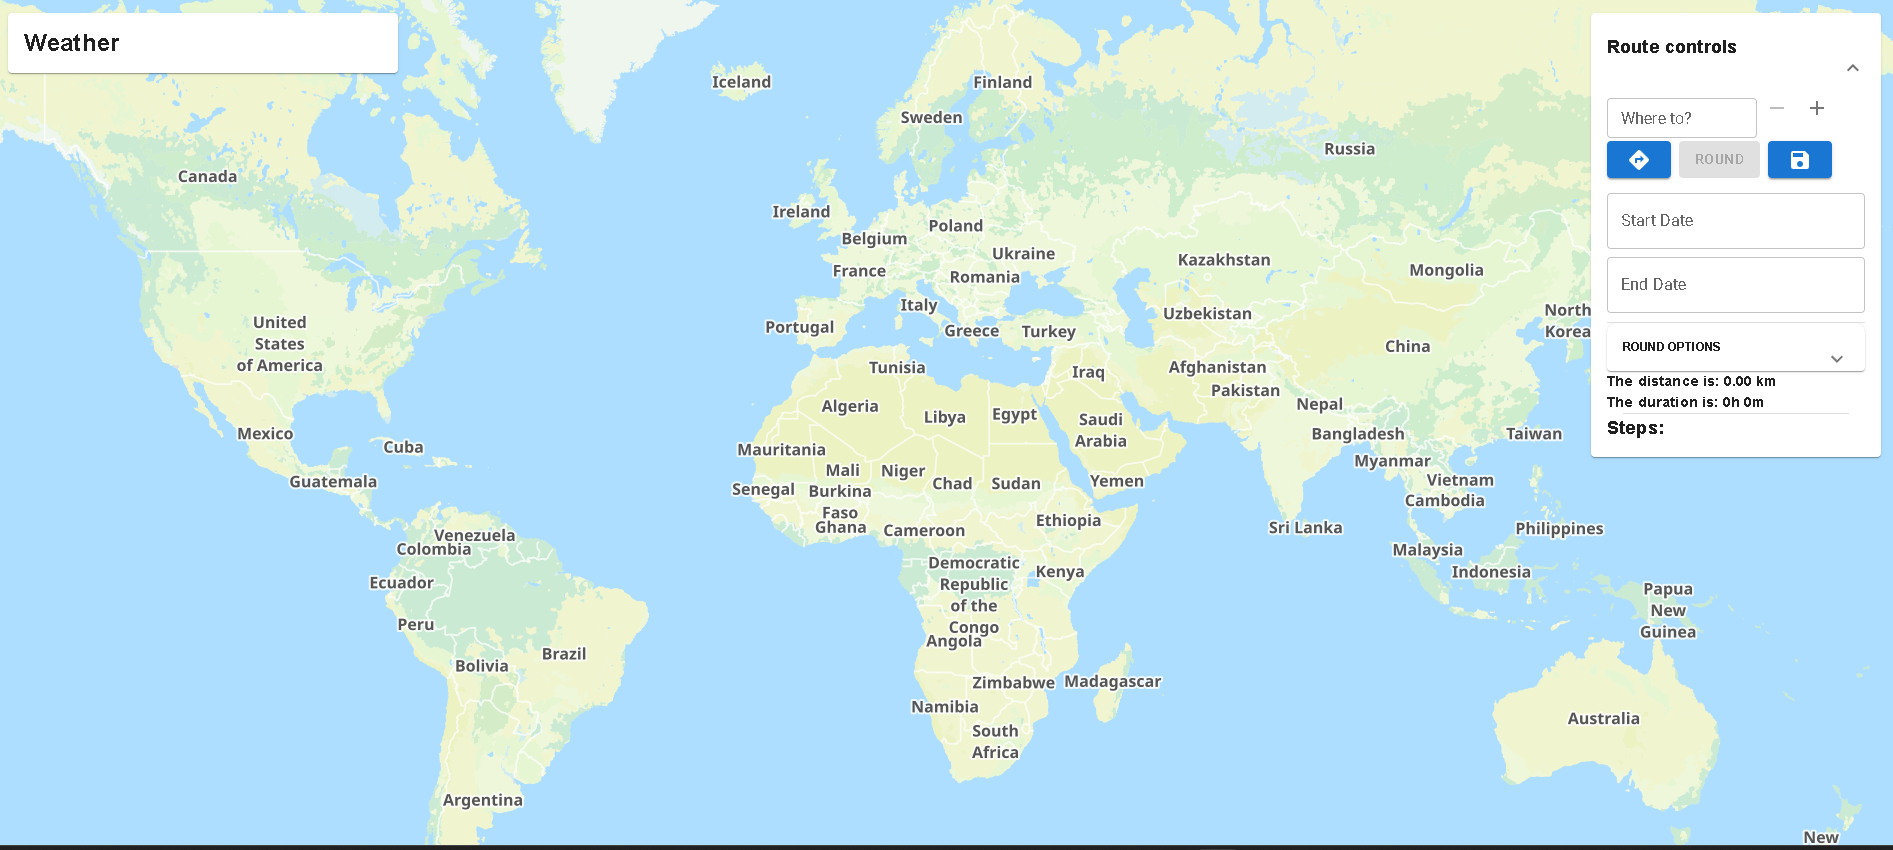 Weather
Route controls
Where to?
ROUND
Start Date
End Date
ROUND OPTIONS
The distance is: 0.00 km
The duration is: 0h 0m
Steps:
Iceland
Finland
Sweden
Russia
Canada
Ireland
Poland
Belgium
Ukraine
Kazakhstan
France
Romania
Mongolia
Italy
Uzbekistan
North
Korea
United
States
of America
Portugal
Greece
Turkey
China
Tunisia
Iraq
Afghanistan
Pakistan
Algeria
Libya
Egypt
Saudi
Arabia
Nepal
Mexico
Cuba
Bangladesh
Taiwan
Mauritania
Mali
Niger
Chad
Sudan
Yemen
Myanmar
Vietnam
Guatemala
Senegal
Burkina
Faso
Cambodia
Ghana
Cameroon
Ethiopia
Sri Lanka
Philippines
Venezuela
Colombia
Malaysia
Democratic
Republic
of the
Congo
Kenya
Indonesia
Ecuador
Papua
New
Guinea
Peru
Angola
Brazil
Bolivia
Zimbabwe
Madagascar
Namibia
South
Africa
Australia
Argentina
New